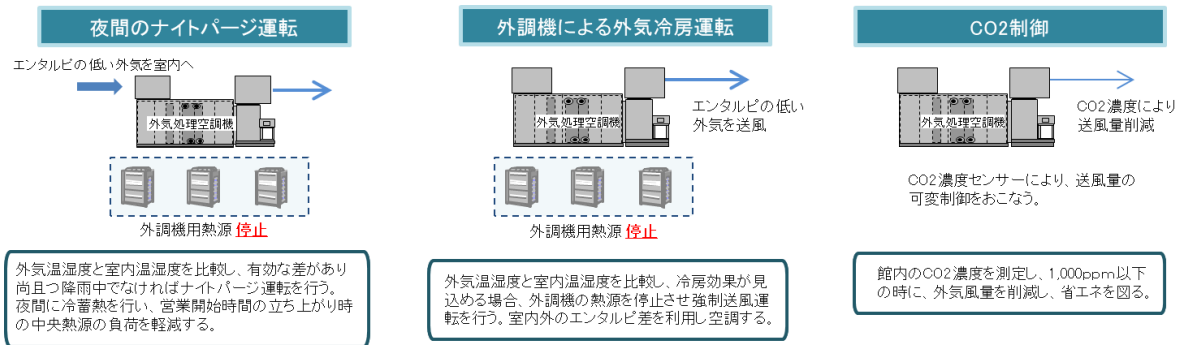 夜間のナイトパージ運転
エンタルピの低い外気を室内へ
外気処理空調機
外調機用熱源 停止
外気温湿度と室内温湿度を比較し、有効な差があり
尚且つ降雨中でなければナイトパージ運転を行う。
夜間に冷蓄熱を行い、営業開始時間の立ち上がり時
の中央熱源の負荷を軽減する。
外調機による外気冷房運転
外気処理空調機
エンタルピの低い
外気を送風
外調機用熱源 停止
外気温湿度と室内温湿度を比較し、冷房効果が見
込める場合、外調機の熱源を停止させ強制送風運
転を行う。室内外のエンタルピ差を利用し空調する。
CO2制御
外気処理空調機
CO2濃度により
送風量削減
CO2濃度センサーにより、送風量の
可変制御をおこなう。
館内のCO2濃度を測定し、1,000ppm以下
の時に、外気風量を削減し、省エネを図る。